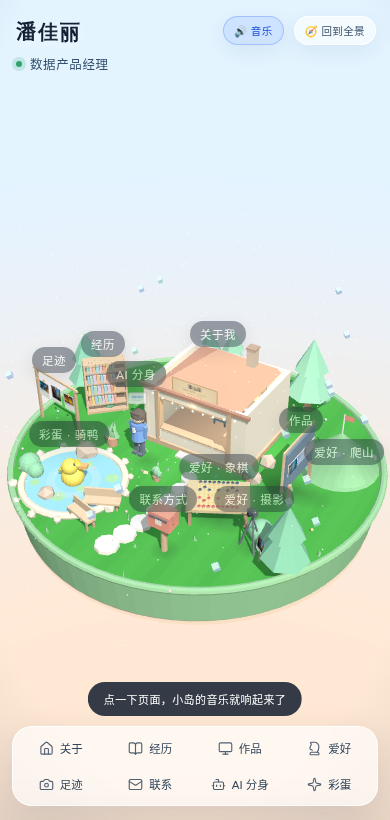 潘佳丽
音乐
回到全景
数据产品经理
关于我
经历
足迹
AI 分身
作品
彩蛋 · 骑鸭
爱好 · 爬山
爱好 · 象棋
联系方式
爱好 · 摄影
点一下页面，小岛的音乐就响起来了
关于
经历
作品
爱好
足迹
联系
AI 分身
彩蛋